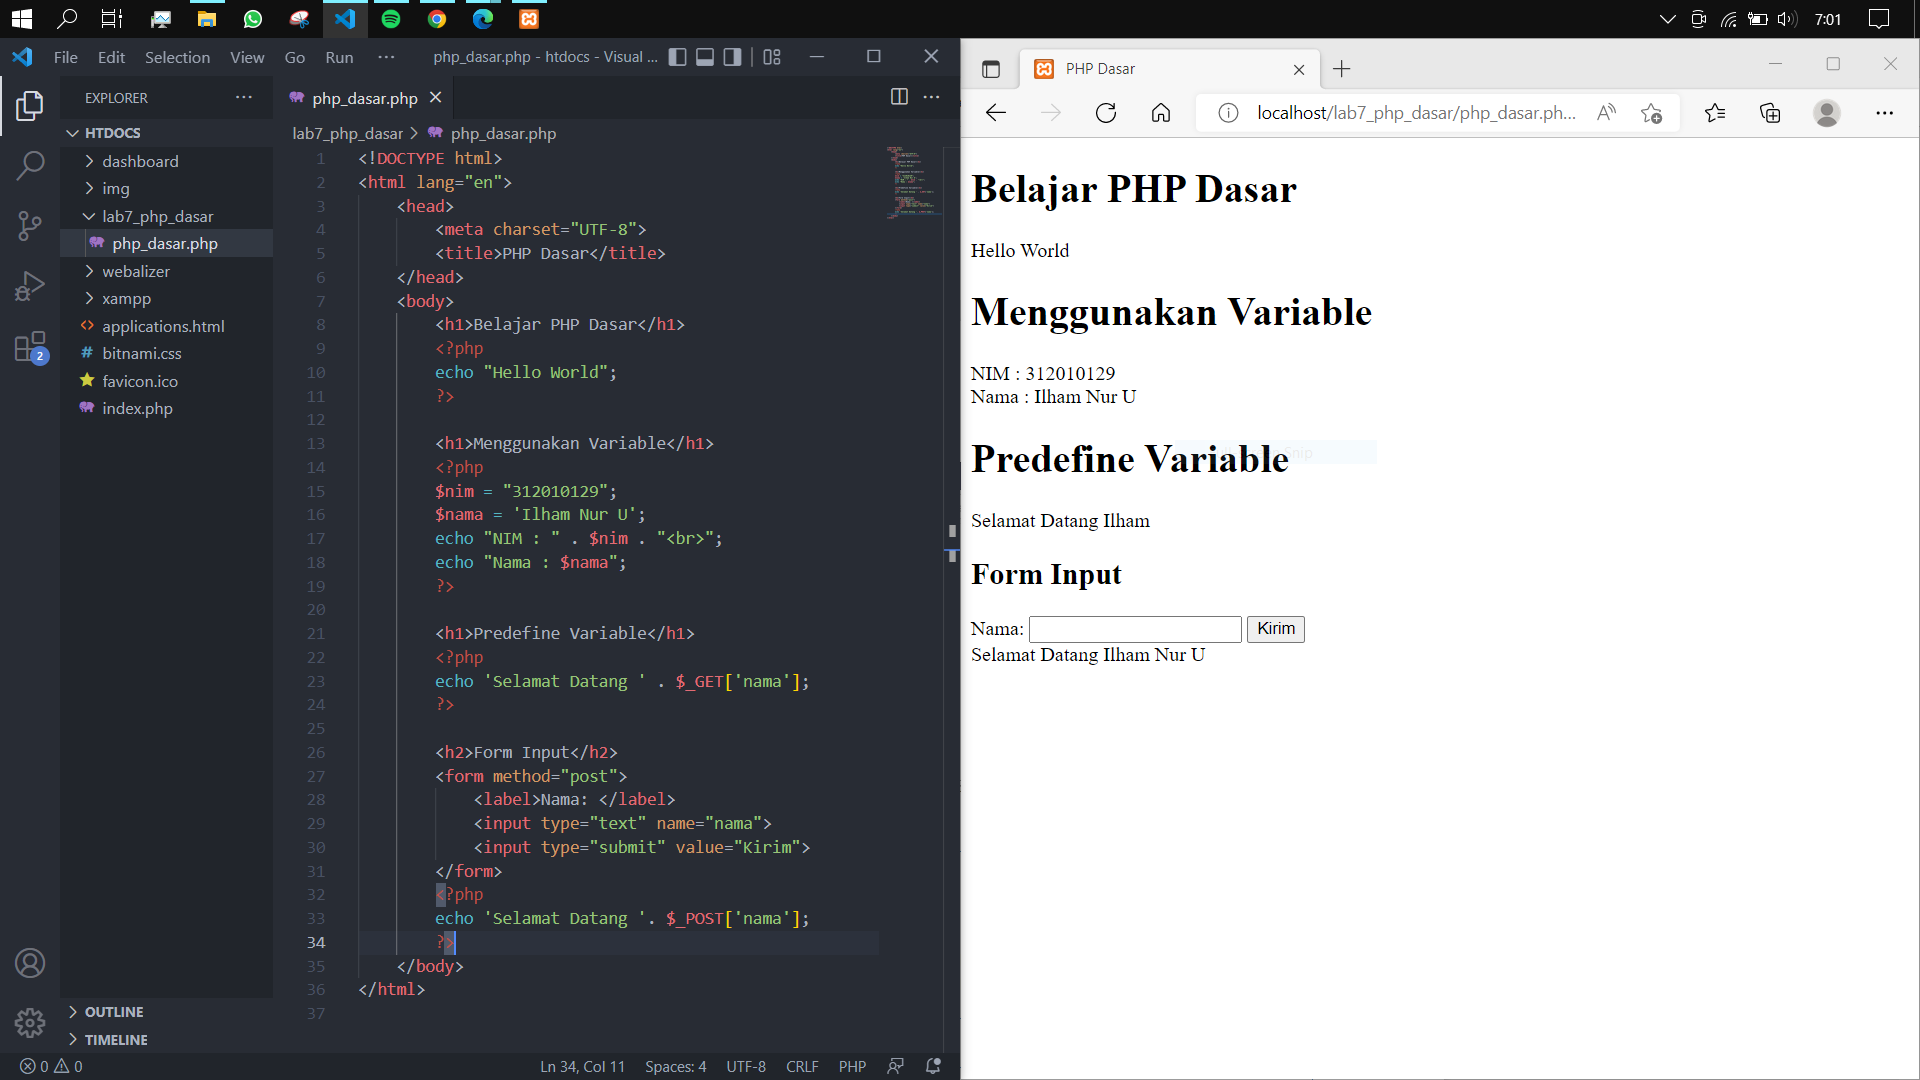 7:01
File Edit Selection View Go Run ··· php_dasar.php - htdocs - Visual ...
EXPLORER ···
HTDOCS
dashboard
img
lab7_php_dasar
php_dasar.php
webalizer
xampp
applications.html
bitnami.css
favicon.ico
index.php
2
OUTLINE
TIMELINE
php_dasar.php
lab7_php_dasar > php_dasar.php
1 <!DOCTYPE html>
2 <html lang="en">
3 <head>
4 <meta charset="UTF-8">
5 <title>PHP Dasar</title>
6 </head>
7 <body>
8 <h1>Belajar PHP Dasar</h1>
9 <?php
10 echo "Hello World";
11 ?>
12
13 <h1>Menggunakan Variable</h1>
14 <?php
15 $nim = "312010129";
16 $nama = 'Ilham Nur U';
17 echo "NIM : " . $nim . "<br>";
18 echo "Nama : $nama";
19 ?>
20
21 <h1>Predefine Variable</h1>
22 <?php
23 echo 'Selamat Datang ' . $_GET['nama'];
24 ?>
25
26 <h2>Form Input</h2>
27 <form method="post">
28 <label>Nama: </label>
29 <input type="text" name="nama">
30 <input type="submit" value="Kirim">
31 </form>
32 <?php
33 echo 'Selamat Datang '. $_POST['nama'];
34 ?>
35 </body>
36 </html>
37
0 0 Ln 34, Col 11 Spaces: 4 UTF-8 CRLF PHP
PHP Dasar
localhost/lab7_php_dasar/php_dasar.ph...
Belajar PHP Dasar
Hello World
Menggunakan Variable
NIM : 312010129
Nama : Ilham Nur U
Predefine Variable
Snip
Selamat Datang Ilham
Form Input
Nama: Kirim
Selamat Datang Ilham Nur U